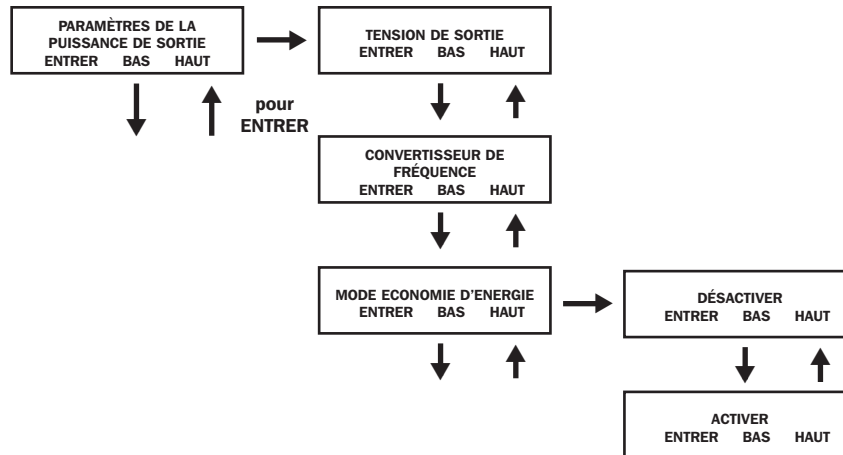 PARAMÈTRES DE LA
PUISSANCE DE SORTIE
ENTRER BAS HAUT
pour
ENTRER
TENSION DE SORTIE
ENTRER BAS HAUT
CONVERTISSEUR DE
FRÉQUENCE
ENTRER BAS HAUT
MODE ECONOMIE D'ENERGIE
ENTRER BAS HAUT
DÉSACTIVER
ENTRER BAS HAUT
ACTIVER
ENTRER BAS HAUT